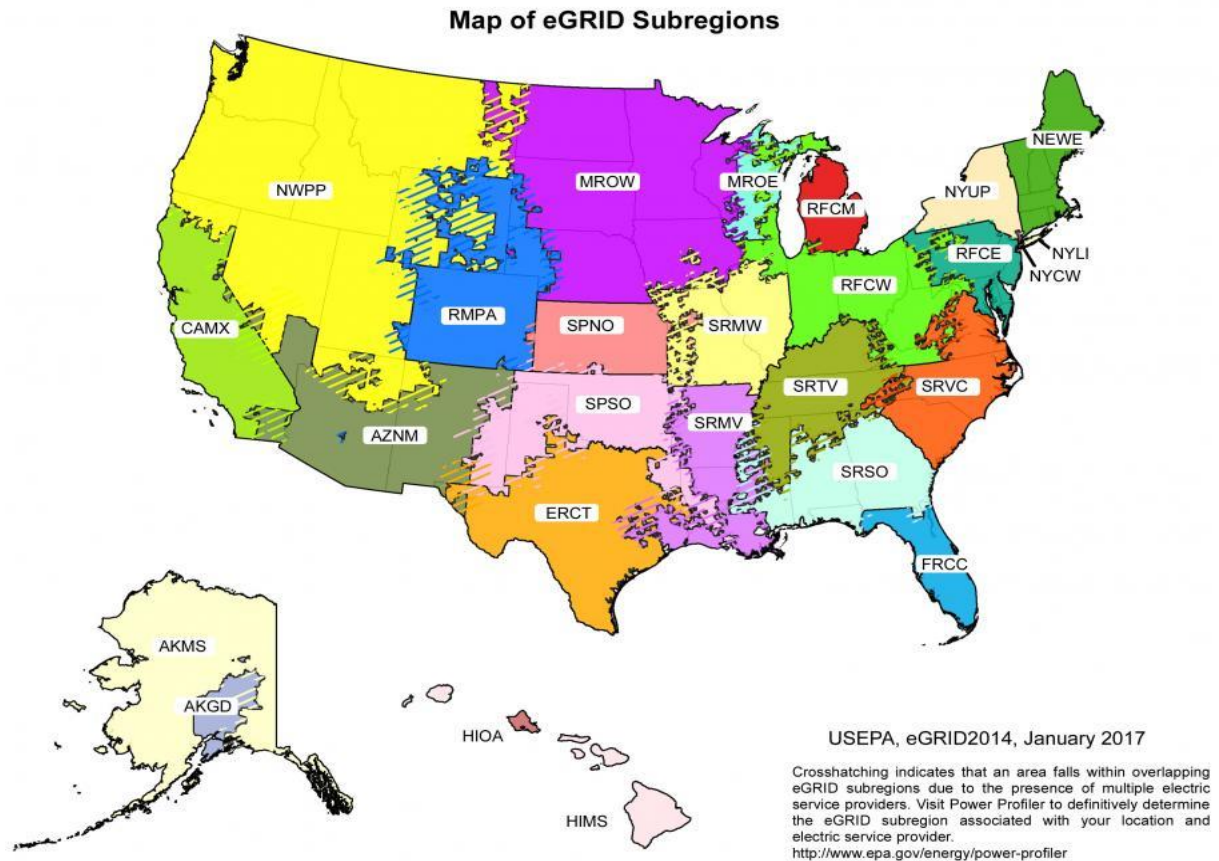 Map of eGRID Subregions
NEWE
NWPP
MROW
MROE
NYUP
RFCM
NYLI
RFCE
NYCW
RFCW
CAMX
RMPA
SPNO
SRMW
SRTV
SRVC
SPSO
SRMV
AZNM
SRSO
ERCT
FRCC
AKMS
AKGD
HIOA
HIMS
USEPA, eGRID2014, January 2017
Crosshatching indicates that an area falls within overlapping
eGRID subregions due to the presence of multiple electric
service providers. Visit Power Profiler to definitively determine
the eGRID subregion associated with your location and
electric service provider.
http://www.epa.gov/energy/power-profiler